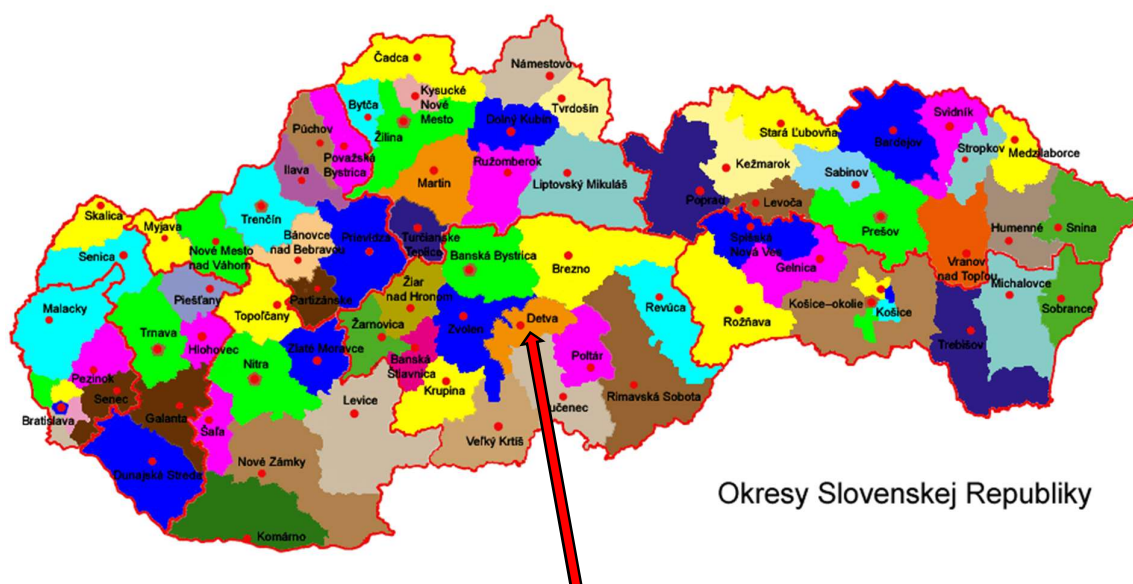 Čadca
Námestovo
Kysucké
Nové
Mesto
Bytča
Tvrdošín
Púchov
Žilina
Dolný Kubín
Považská
Bystrica
Ilava
Martin
Ružomberok
Liptovský Mikuláš
Stará Ľubovňa
Bardejov
Svidník
Stropkov
Medzilaborce
Kežmarok
Sabinov
Poprad
Levoča
Prešov
Humenné
Snina
Skalica
Myjava
Trenčín
Bánovce
nad Bebravou
Prievidza
Turčianske
Teplice
Senica
Nové Mesto
nad Váhom
Banská Bystrica
Brezno
Spišská
Nová Ves
Gelnica
Vranov
nad Topľou
Michalovce
Malacky
Piešťany
Partizánske
Topoľčany
Žiar
nad Hronom
Revúca
Košice–okolie
Košice
Sobrance
Trnava
Hlohovec
Zlaté Moravce
Žarnovica
Zvolen
Detva
Rožňava
Trebišov
Pezinok
Nitra
Banská
Štiavnica
Poltár
Senec
Krupina
Rimavská Sobota
Bratislava
Galanta
Šaľa
Levice
učenec
Veľký Krtíš
Dunajská Streda
Nové Zámky
Komárno
Okresy Slovenskej Republiky